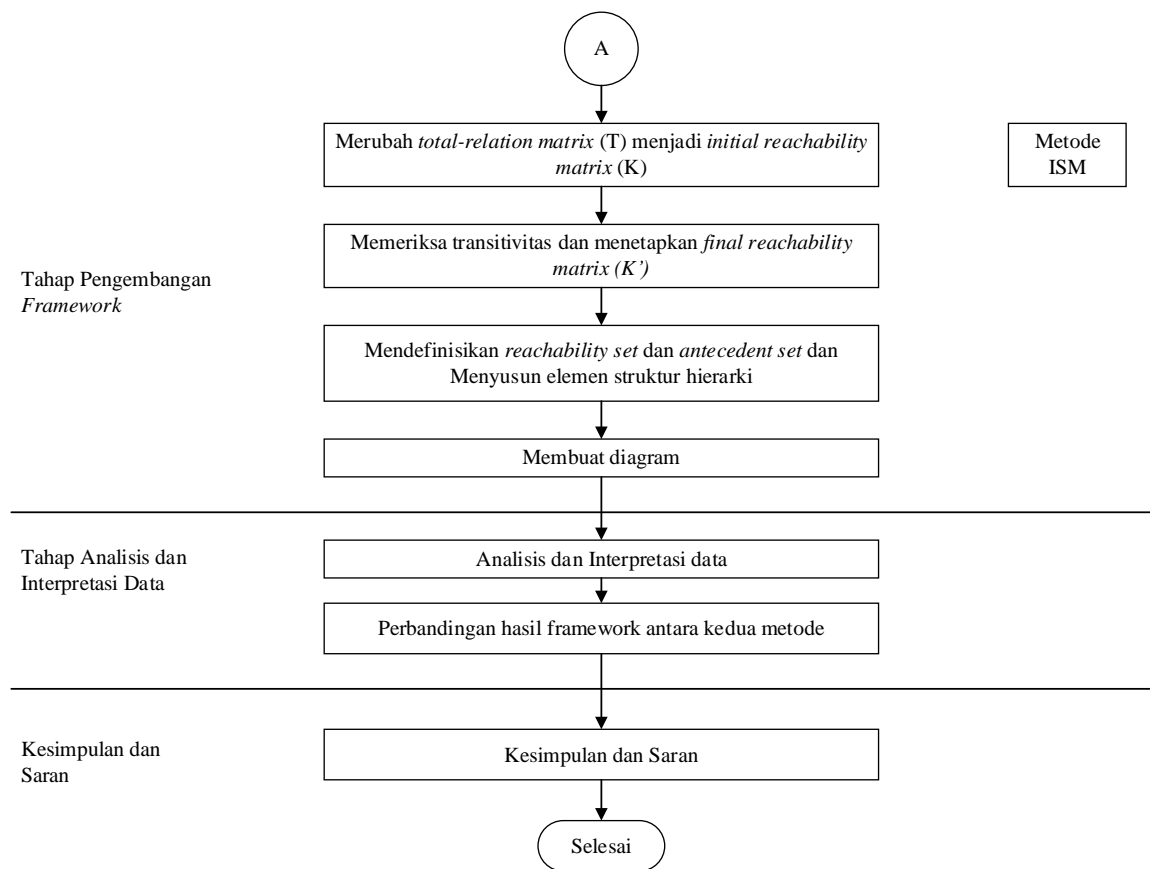 A
Merubah total-relation matrix (T) menjadi initial reachability
matrix (K)
Metode
ISM
Memeriksa transitivitas dan menetapkan final reachability
matrix (K’)
Tahap Pengembangan
Framework
Mendefinisikan reachability set dan antecedent set dan
Menyusun elemen struktur hierarki
Membuat diagram
Tahap Analisis dan
Interpretasi Data
Analisis dan Interpretasi data
Perbandingan hasil framework antara kedua metode
Kesimpulan dan
Saran
Kesimpulan dan Saran
Selesai